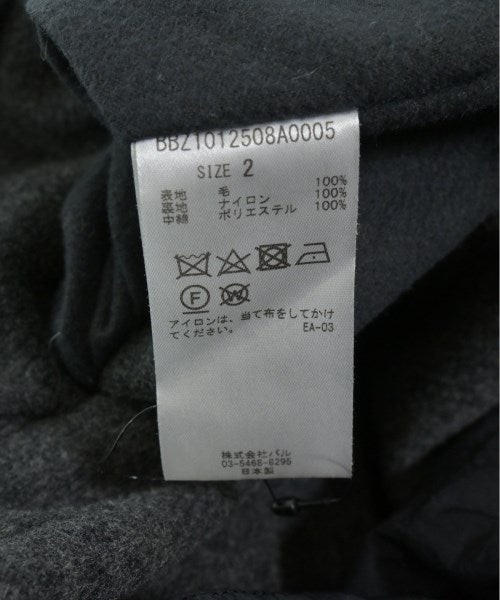 BBZ1012508A0005
SIZE 2
表地 毛 100%
裏地 ナイロン 100%
中綿 ポリエステル 100%
F W
アイロンは、当て布をしてかけ
てください。 EA-03
株式会社パル
03-5468-8295
日本製